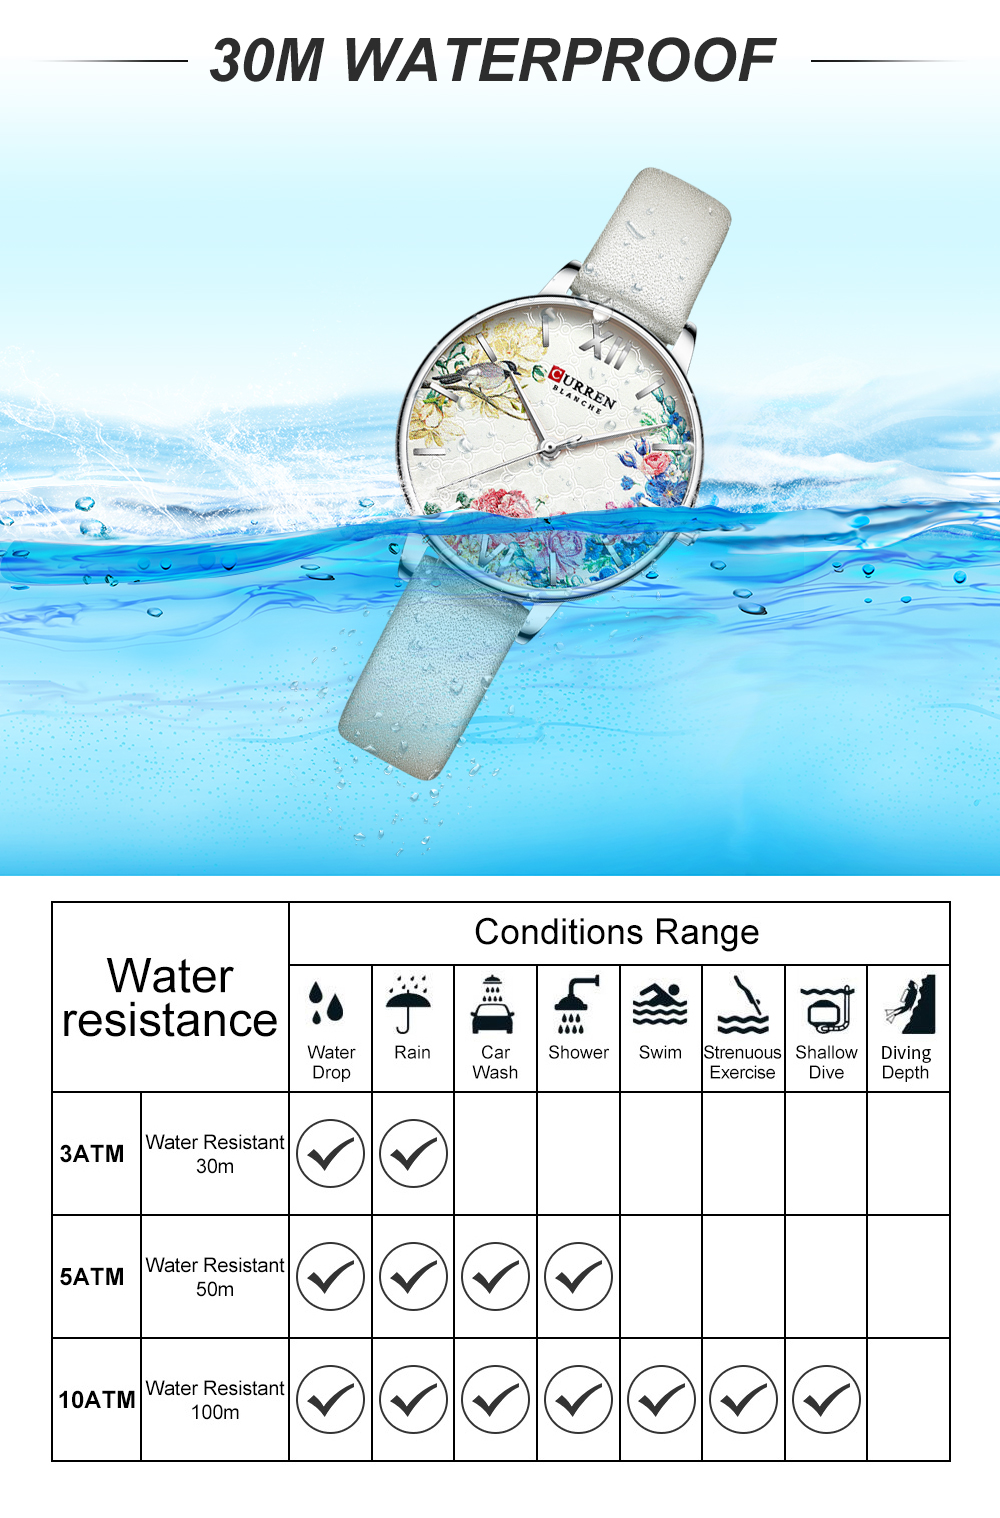 30M WATERPROOF
XII
CURREN
BLANCHE
Water
resistance
Conditions Range
Water
Drop
Rain
Car
Wash
Shower
Swim
Strenuous
Exercise
Shallow
Dive
Diving
Depth
3ATM
Water Resistant
30m
5ATM
Water Resistant
50m
10ATM
Water Resistant
100m